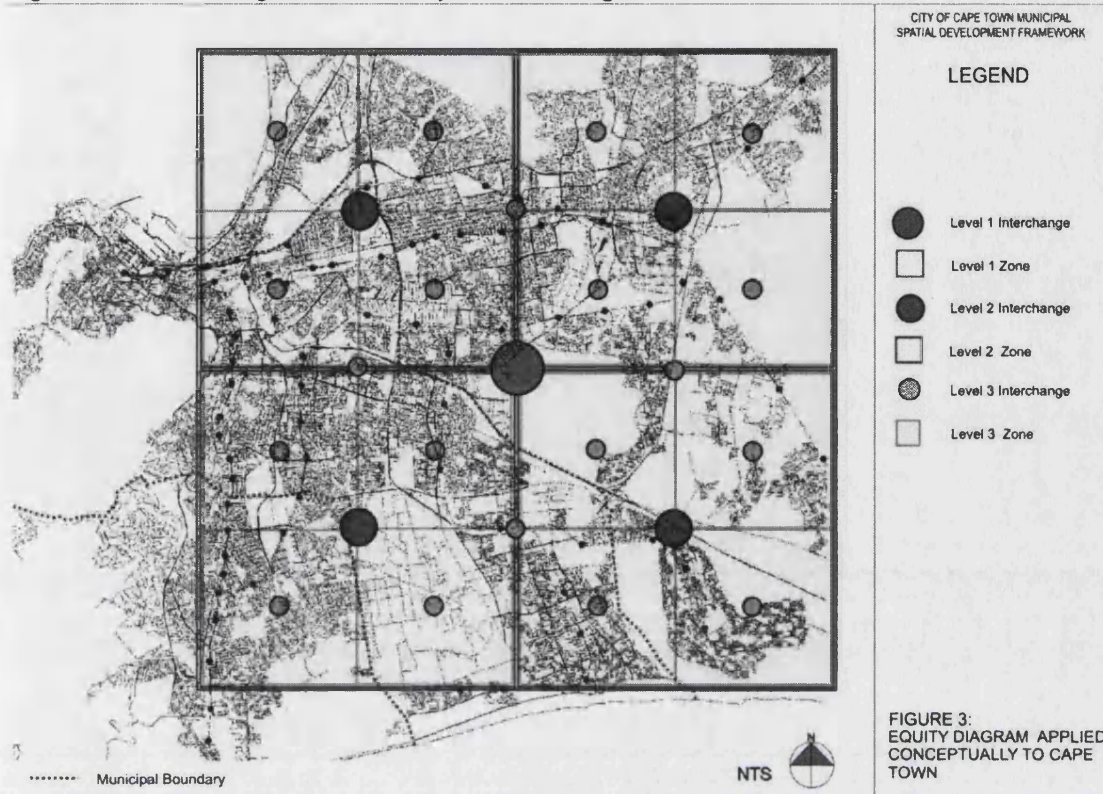 CITY OF CAPE TOWN MUNICIPAL
SPATIAL DEVELOPMENT FRAMEWORK
LEGEND
Level 1 Interchange
Level 1 Zone
Level 2 Interchange
Level 2 Zone
Level 3 Interchange
Level 3 Zone
FIGURE 3:
EQUITY DIAGRAM APPLIED
CONCEPTUALLY TO CAPE
TOWN
Municipal Boundary
NTS
N